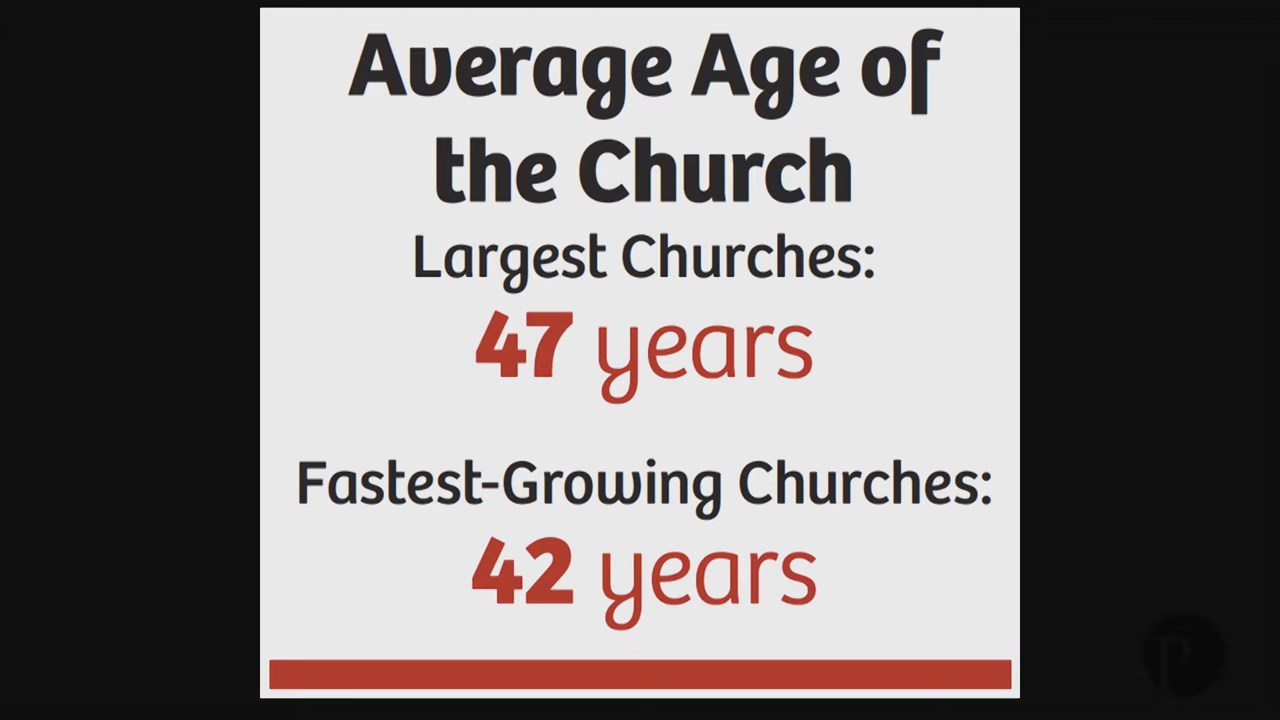 Average Age of
the Church
Largest Churches:
47 years
Fastest-Growing Churches:
42 years